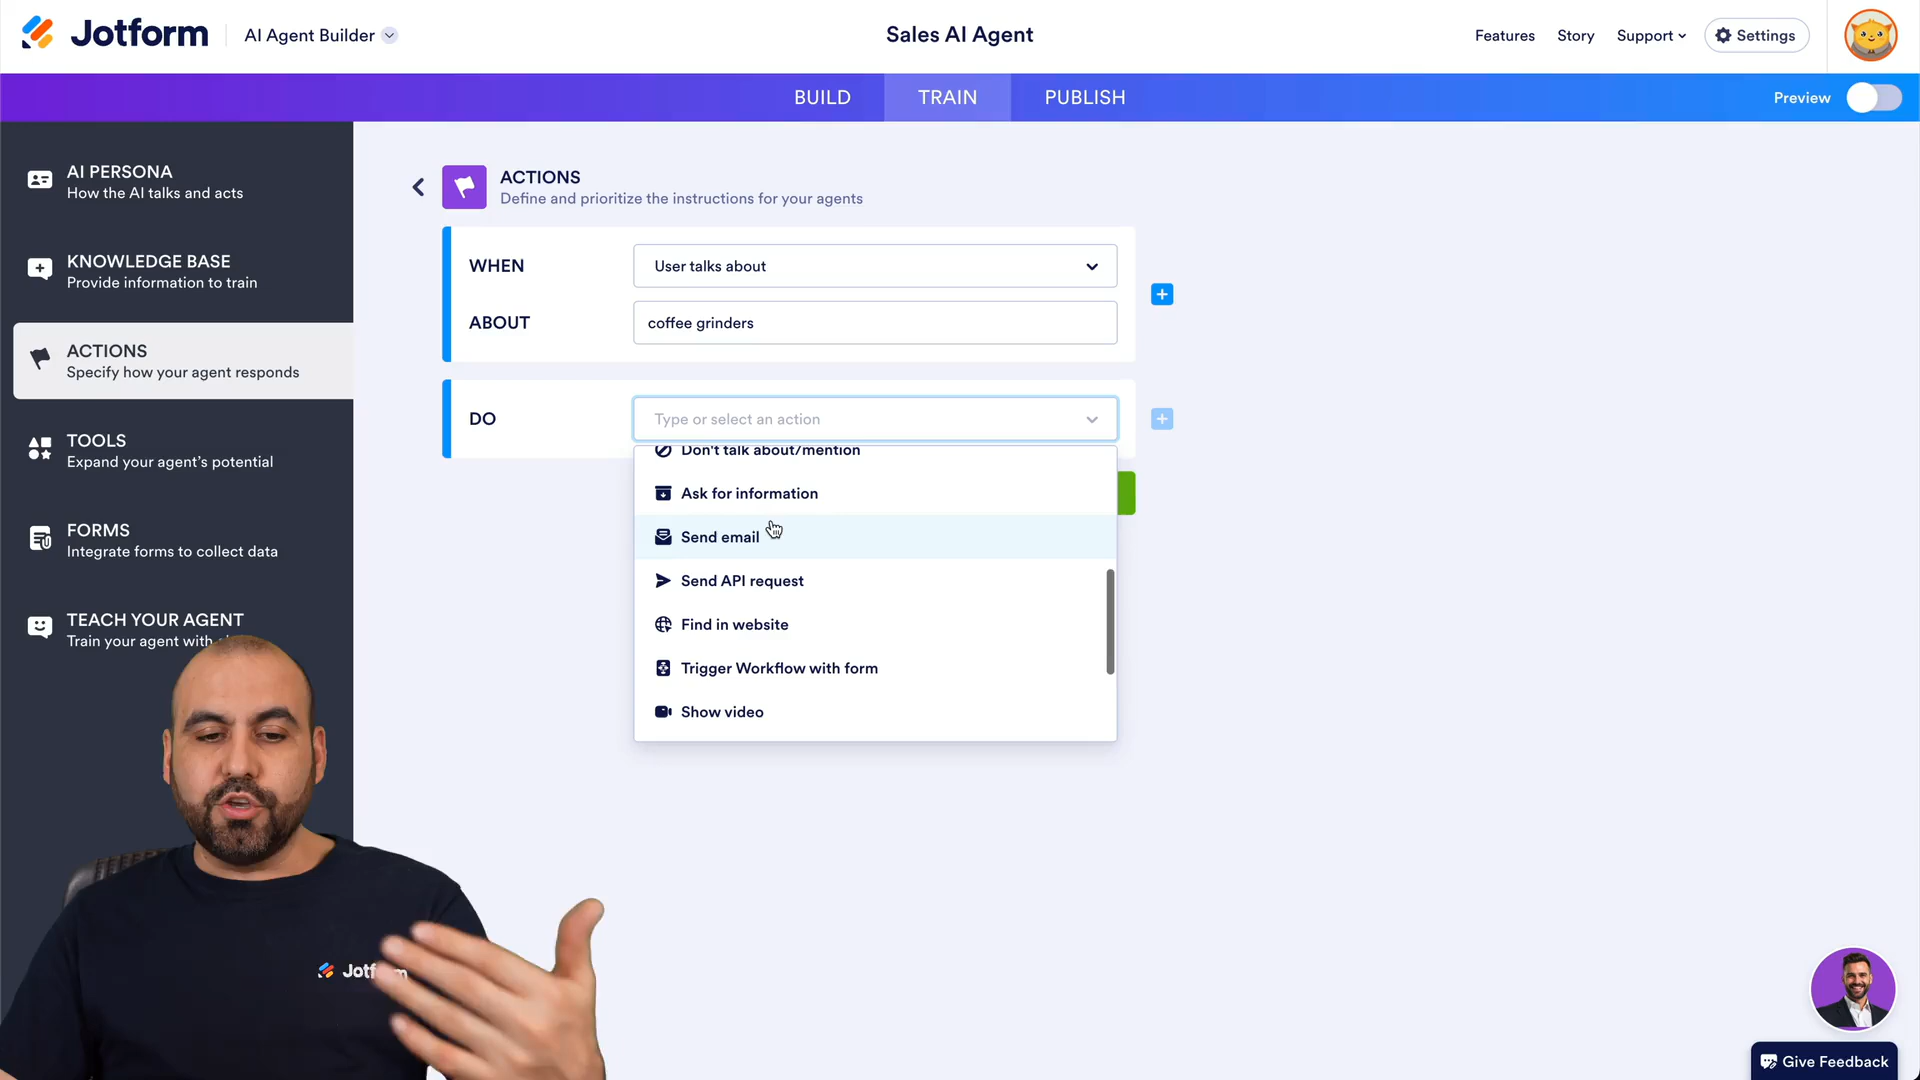 Jotform
AI Agent Builder
Sales AI Agent
Features
Story
Support
Settings
BUILD
TRAIN
PUBLISH
Preview
AI PERSONA
How the AI talks and acts
KNOWLEDGE BASE
Provide information to train
ACTIONS
Specify how your agent responds
TOOLS
Expand your agent's potential
FORMS
Integrate forms to collect data
TEACH YOUR AGENT
Train your agent with
ACTIONS
Define and prioritize the instructions for your agents
WHEN
User talks about
ABOUT
coffee grinders
DO
Type or select an action
Don't talk about/mention
Ask for information
Send email
Send API request
Find in website
Trigger Workflow with form
Show video
Jotform
Give Feedback